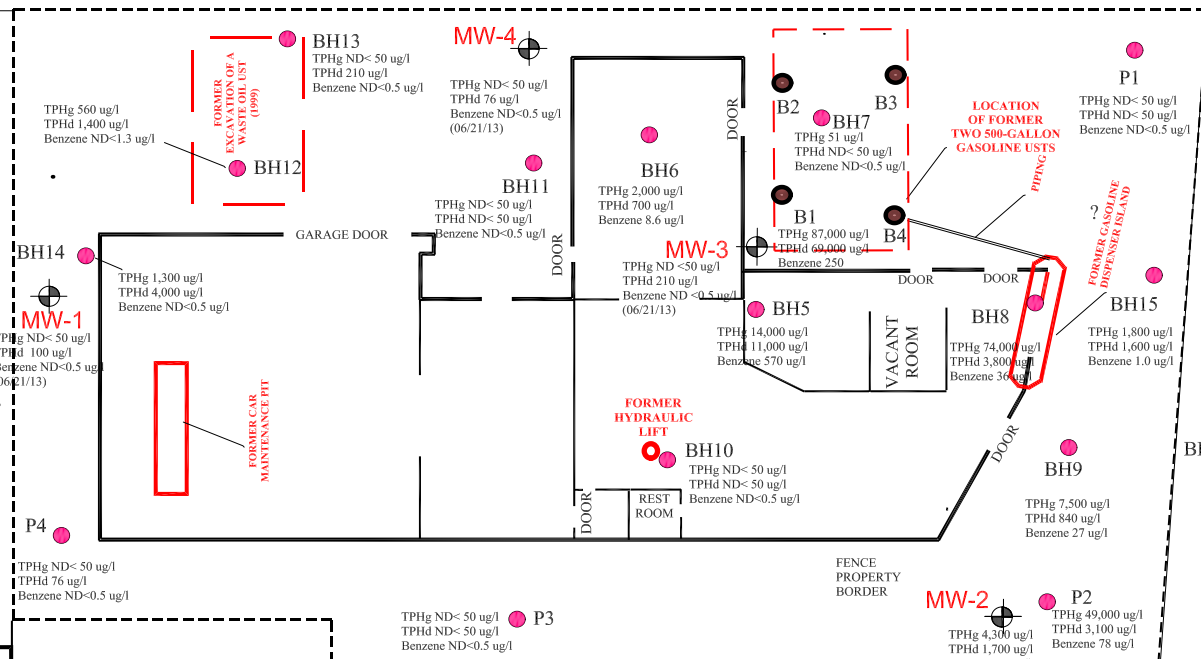 BH13
TPHg ND< 50 ug/l
TPHd 210 ug/l
Benzene ND<0.5 ug/l
FORMER
EXCAVATION OF A
WASTE OIL UST
(1999)
TPHg 560 ug/l
TPHd 1,400 ug/l
Benzene ND<1.3 ug/l
BH12
MW-4
TPHg ND< 50 ug/l
TPHd 76 ug/l
Benzene ND<0.5 ug/l
(06/21/13)
BH11
TPHg ND< 50 ug/l
TPHd ND< 50 ug/l
Benzene ND<0.5 ug/l
BH6
TPHg 2,000 ug/l
TPHd 700 ug/l
Benzene 8.6 ug/l
DOOR
DOOR
B2
B3
BH7
TPHg 51 ug/l
TPHd ND< 50 ug/l
Benzene ND<0.5 ug/l
B1
TPHg 87,000 ug/l
TPHd 69,000 ug/l
Benzene 250
B4
LOCATION
OF FORMER
TWO 500-GALLON
GASOLINE USTS
PIPING
?
FORMER GASOLINE
DISPENSER ISLAND
P1
TPHg ND< 50 ug/l
TPHd ND< 50 ug/l
Benzene ND<0.5 ug/l
GARAGE DOOR
BH14
TPHg 1,300 ug/l
TPHd 4,000 ug/l
Benzene ND<0.5 ug/l
MW-1
TPHg ND< 50 ug/l
TPHd 100 ug/l
Benzene ND<0.5 ug/l
06/21/13)
MW-3
TPHg ND <50 ug/l
TPHd 210 ug/l
Benzene ND <0.5 ug/l
(06/21/13)
DOOR
DOOR
BH5
TPHg 14,000 ug/l
TPHd 11,000 ug/l
Benzene 570 ug/l
VACANT
ROOM
BH8
TPHg 74,000 ug/l
TPHd 3,800 ug/l
Benzene 36 ug/l
BH15
TPHg 1,800 ug/l
TPHd 1,600 ug/l
Benzene 1.0 ug/l
FORMER CAR
MAINTENANCE PIT
FORMER
HYDRAULIC
LIFT
BH10
TPHg ND< 50 ug/l
TPHd ND< 50 ug/l
Benzene ND<0.5 ug/l
DOOR
REST
ROOM
DOOR
BH9
TPHg 7,500 ug/l
TPHd 840 ug/l
Benzene 27 ug/l
P4
TPHg ND< 50 ug/l
TPHd 76 ug/l
Benzene ND<0.5 ug/l
TPHg ND< 50 ug/l
TPHd ND< 50 ug/l
Benzene ND<0.5 ug/l
P3
FENCE
PROPERTY
BORDER
MW-2
TPHg 4,300 ug/l
TPHd 1,700 ug/l
P2
TPHg 49,000 ug/l
TPHd 3,100 ug/l
Benzene 78 ug/l